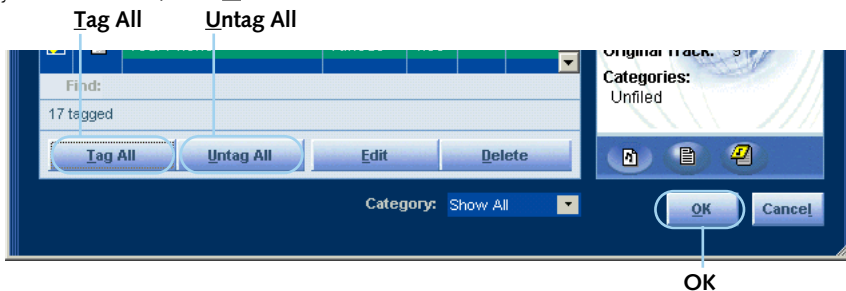 Tag All Untag All
Original Track: 9
Find:
Categories:
Unfiled
17 tagged
Tag All Untag All Edit Delete
Category: Show All
OK Cancel
OK